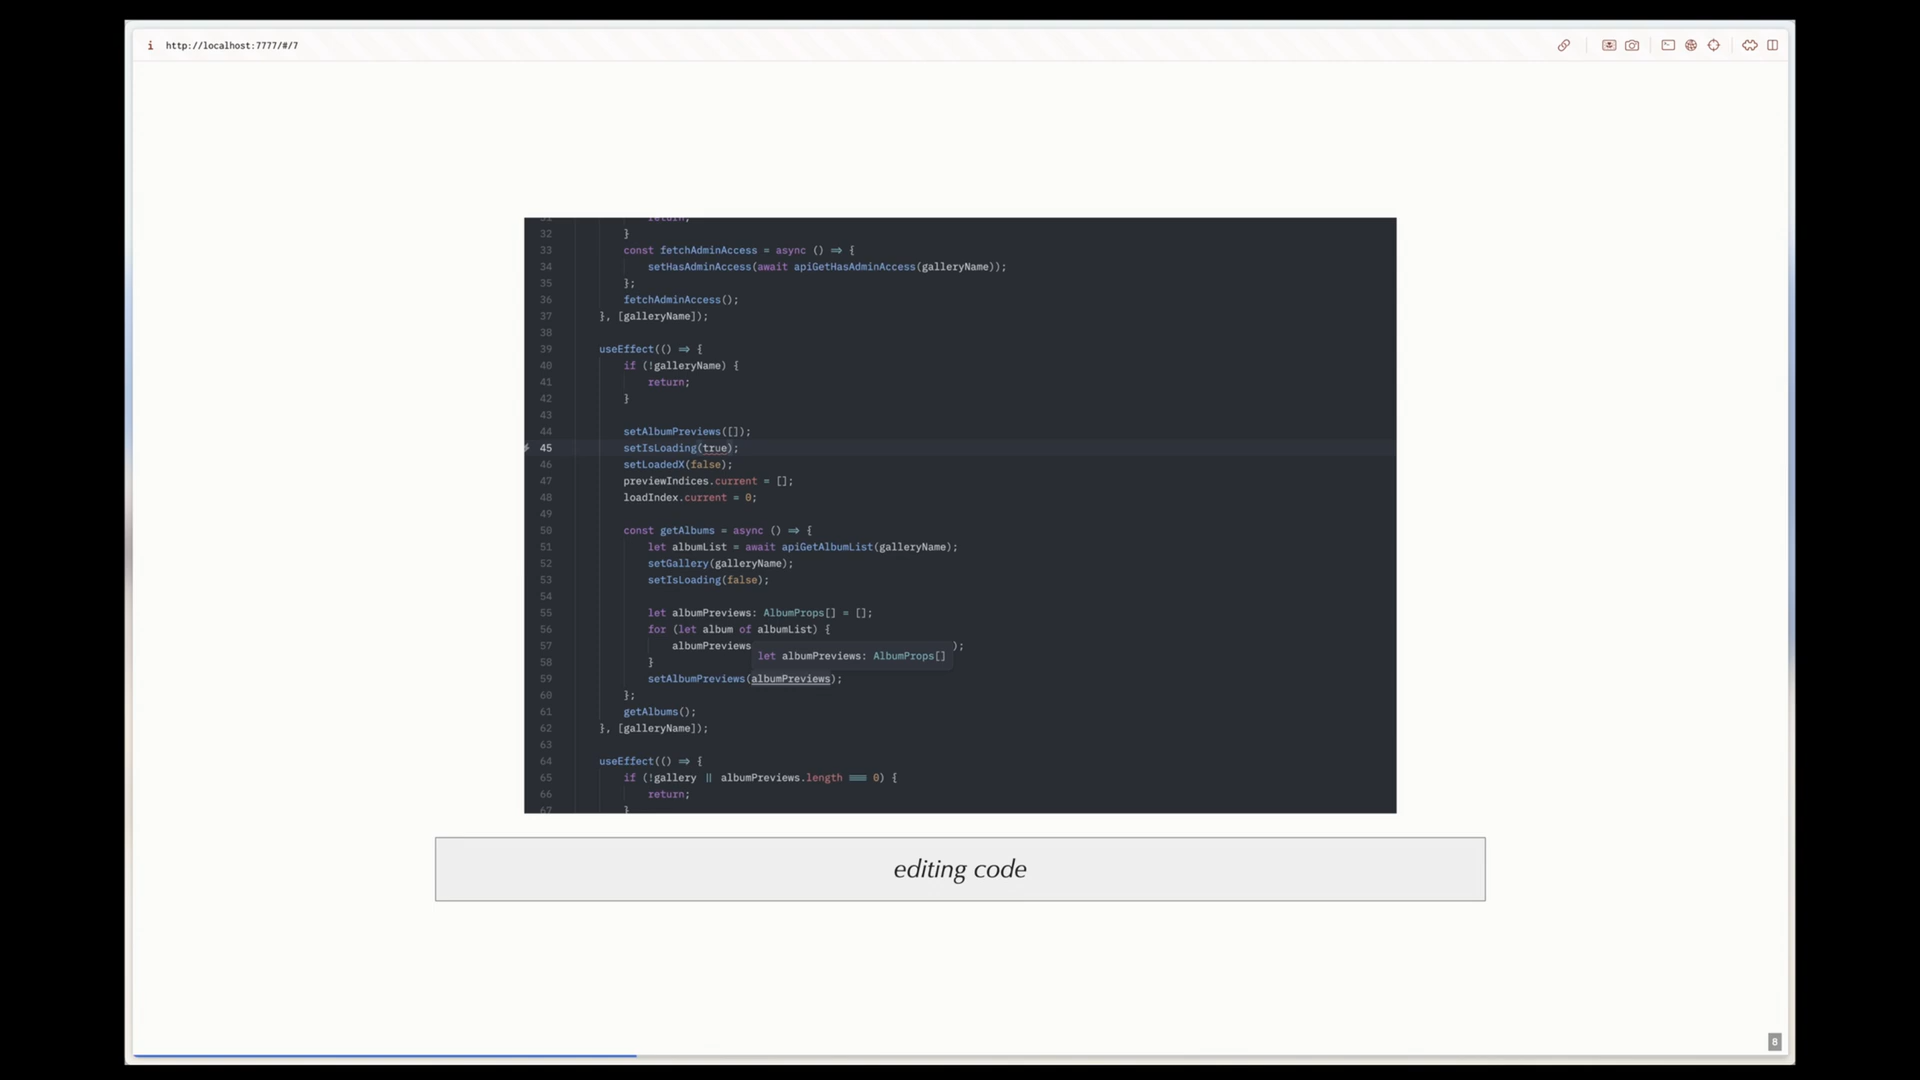 http://localhost:7777/#/7
31 return;
32 }
33 const fetchAdminAccess = async () ⇒ {
34 setHasAdminAccess(await apiGetHasAdminAccess(galleryName));
35 };
36 fetchAdminAccess();
37 }, [galleryName]);
38
39 useEffect(() ⇒ {
40 if (!galleryName) {
41 return;
42 }
43
44 setAlbumPreviews([]);
45 setIsLoading(true);
46 setLoadedX(false);
47 previewIndices.current = [];
48 loadIndex.current = 0;
49
50 const getAlbums = async () ⇒ {
51 let albumList = await apiGetAlbumList(galleryName);
52 setGallery(galleryName);
53 setIsLoading(false);
54
55 let albumPreviews: AlbumProps[] = [];
56 for (let album of albumList) {
57 albumPreviews );
let albumPreviews: AlbumProps[]
58 }
59 setAlbumPreviews(albumPreviews);
60 };
61 getAlbums();
62 }, [galleryName]);
63
64 useEffect(() ⇒ {
65 if (!gallery || albumPreviews.length ≡ 0) {
66 return;
67 }
editing code
8